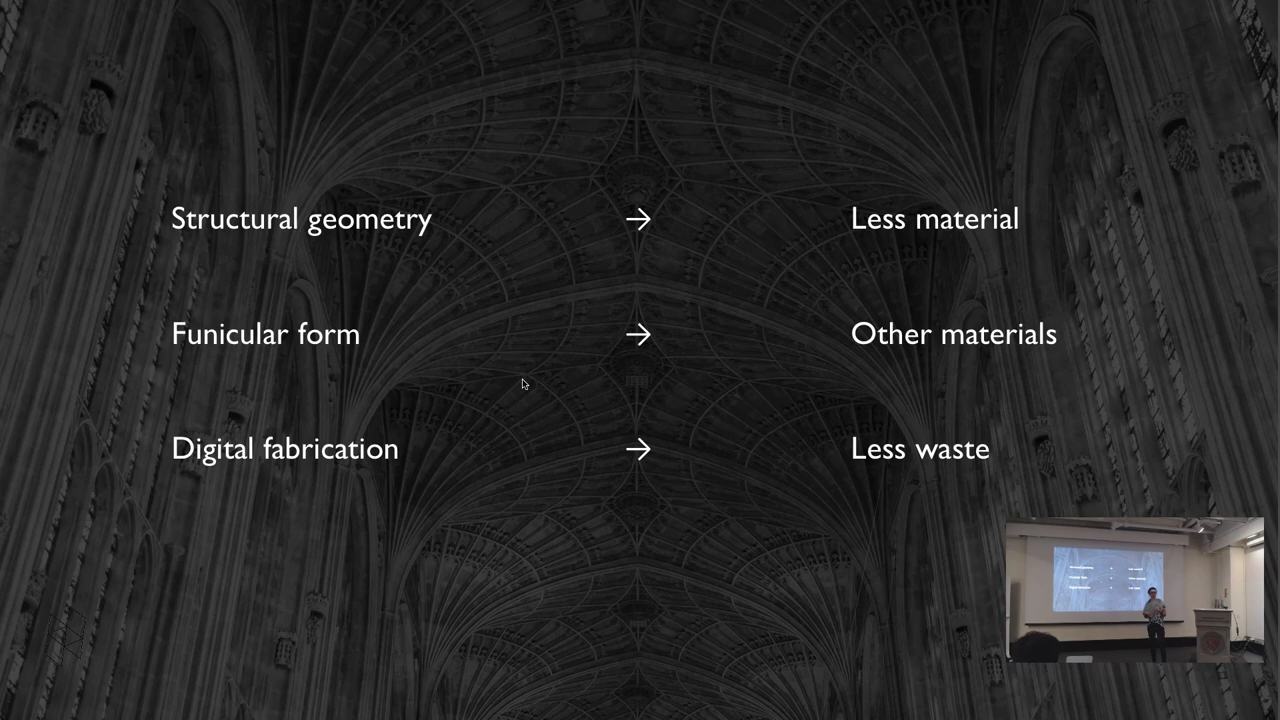 Structural geometry → Less material
Funicular form → Other materials
Digital fabrication → Less waste